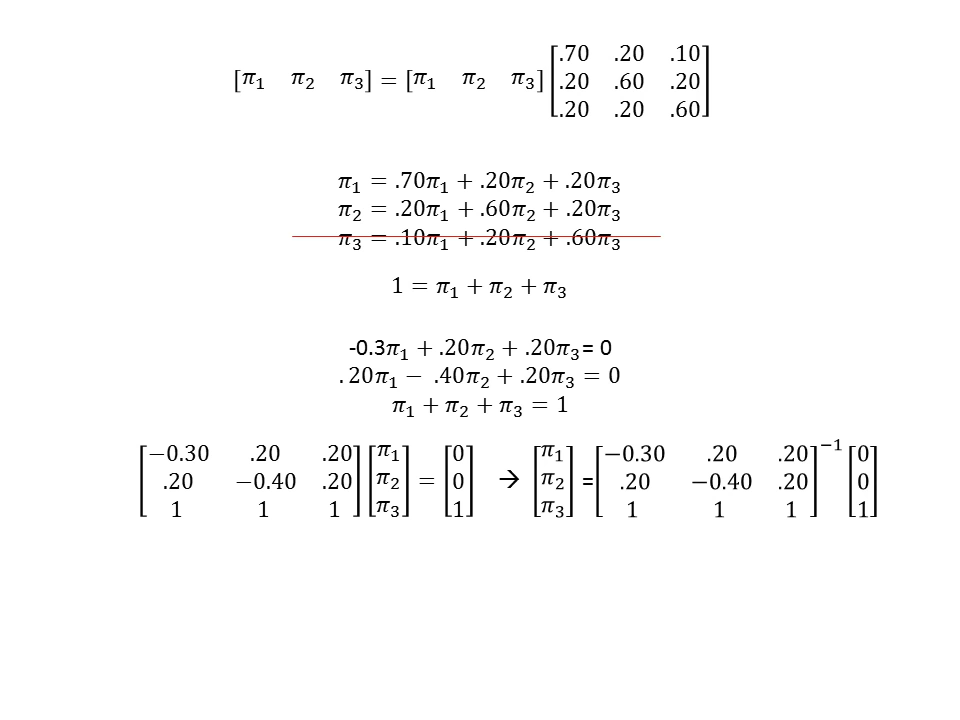 [π₁ π₂ π₃] = [π₁ π₂ π₃] [.70 .20 .10
.20 .60 .20
.20 .20 .60]
π₁ = .70π₁ + .20π₂ + .20π₃
π₂ = .20π₁ + .60π₂ + .20π₃
π₃ = .10π₁ + .20π₂ + .60π₃
1 = π₁ + π₂ + π₃
-0.3π₁ + .20π₂ + .20π₃= 0
. 20π₁ − .40π₂ + .20π₃ = 0
π₁ + π₂ + π₃ = 1
[−0.30 .20 .20] [π₁] [0] [π₁] [−0.30 .20 .20]⁻¹ [0]
[.20 −0.40 .20] [π₂] = [0] → [π₂] = [.20 −0.40 .20] [0]
[1 1 1] [π₃] [1] [π₃] [1 1 1] [1]